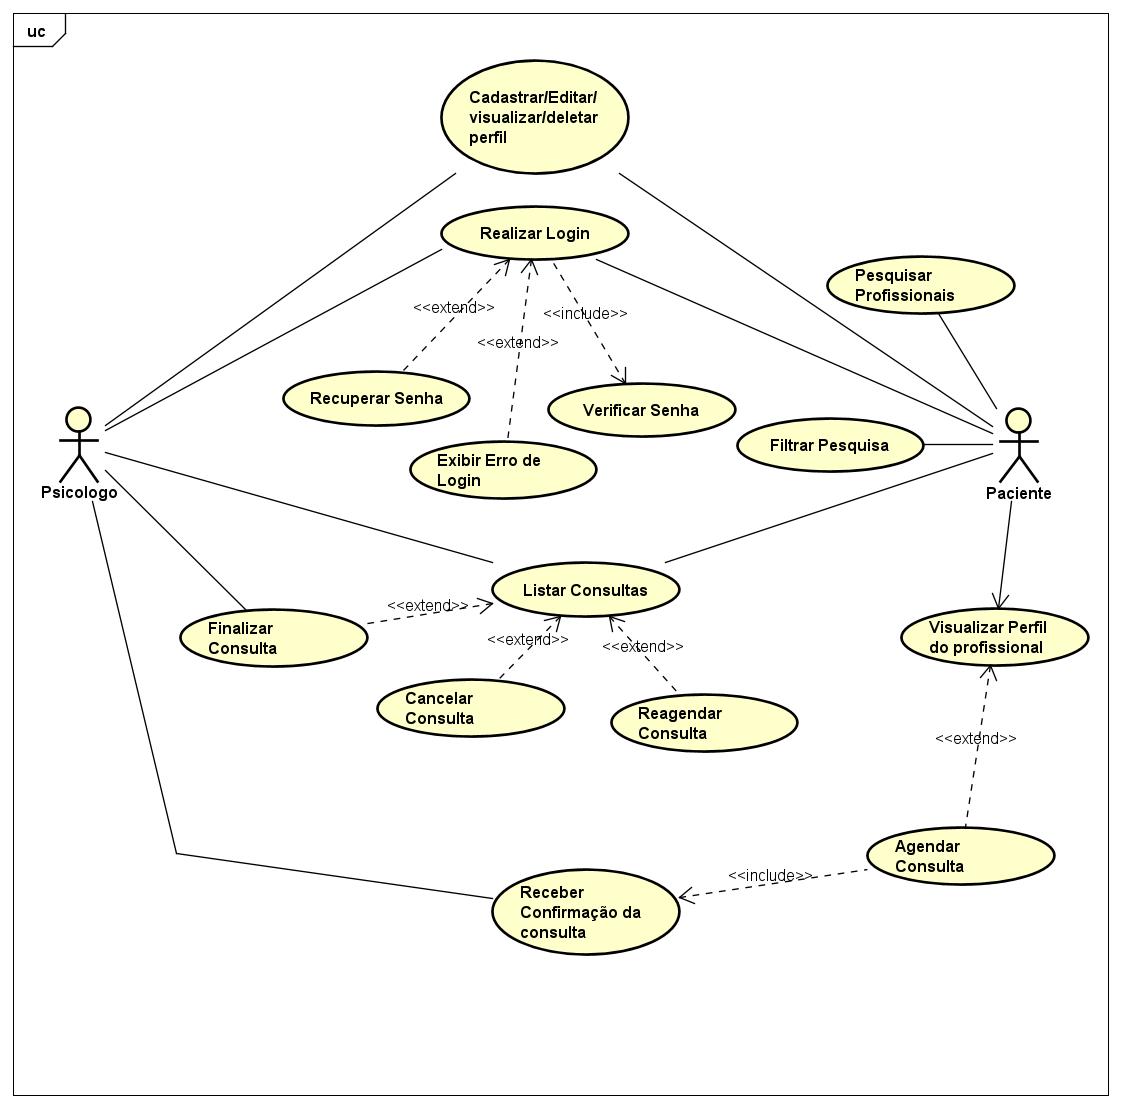 uc
Cadastrar/Editar/
visualizar/deletar
perfil
Realizar Login
Pesquisar
Profissionais
<<extend>>
<<include>>
<<extend>>
Recuperar Senha
Verificar Senha
Filtrar Pesquisa
Exibir Erro de
Login
Psicologo
Paciente
Listar Consultas
<<extend>>
Finalizar
Consulta
<<extend>>
<<extend>>
Visualizar Perfil
do profissional
Cancelar
Consulta
Reagendar
Consulta
<<extend>>
Agendar
Consulta
<<include>>
Receber
Confirmação da
consulta